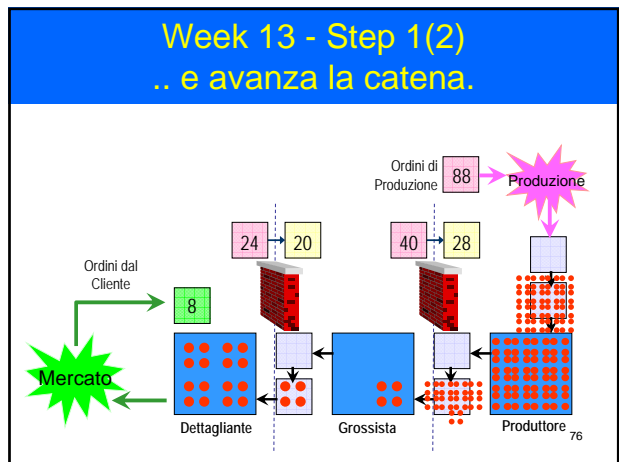 Week 13 - Step 1(2)
.. e avanza la catena.
Ordini di
Produzione
88
Produzione
24
20
40
28
Ordini dal
Cliente
8
Mercato
Dettagliante
Grossista
Produttore
76